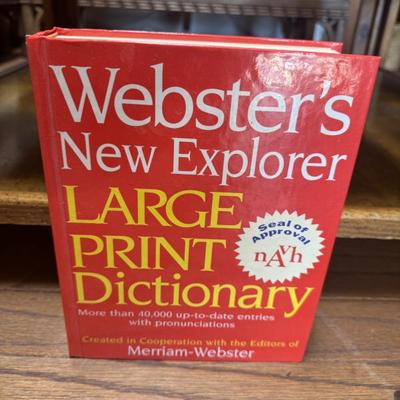 Webster's
New Explorer
LARGE
PRINT
Dictionary
Seal of
Approval
nAvh
More than 40,000 up-to-date entries
with pronunciations
Created in Cooperation with the Editors of
Merriam-Webster